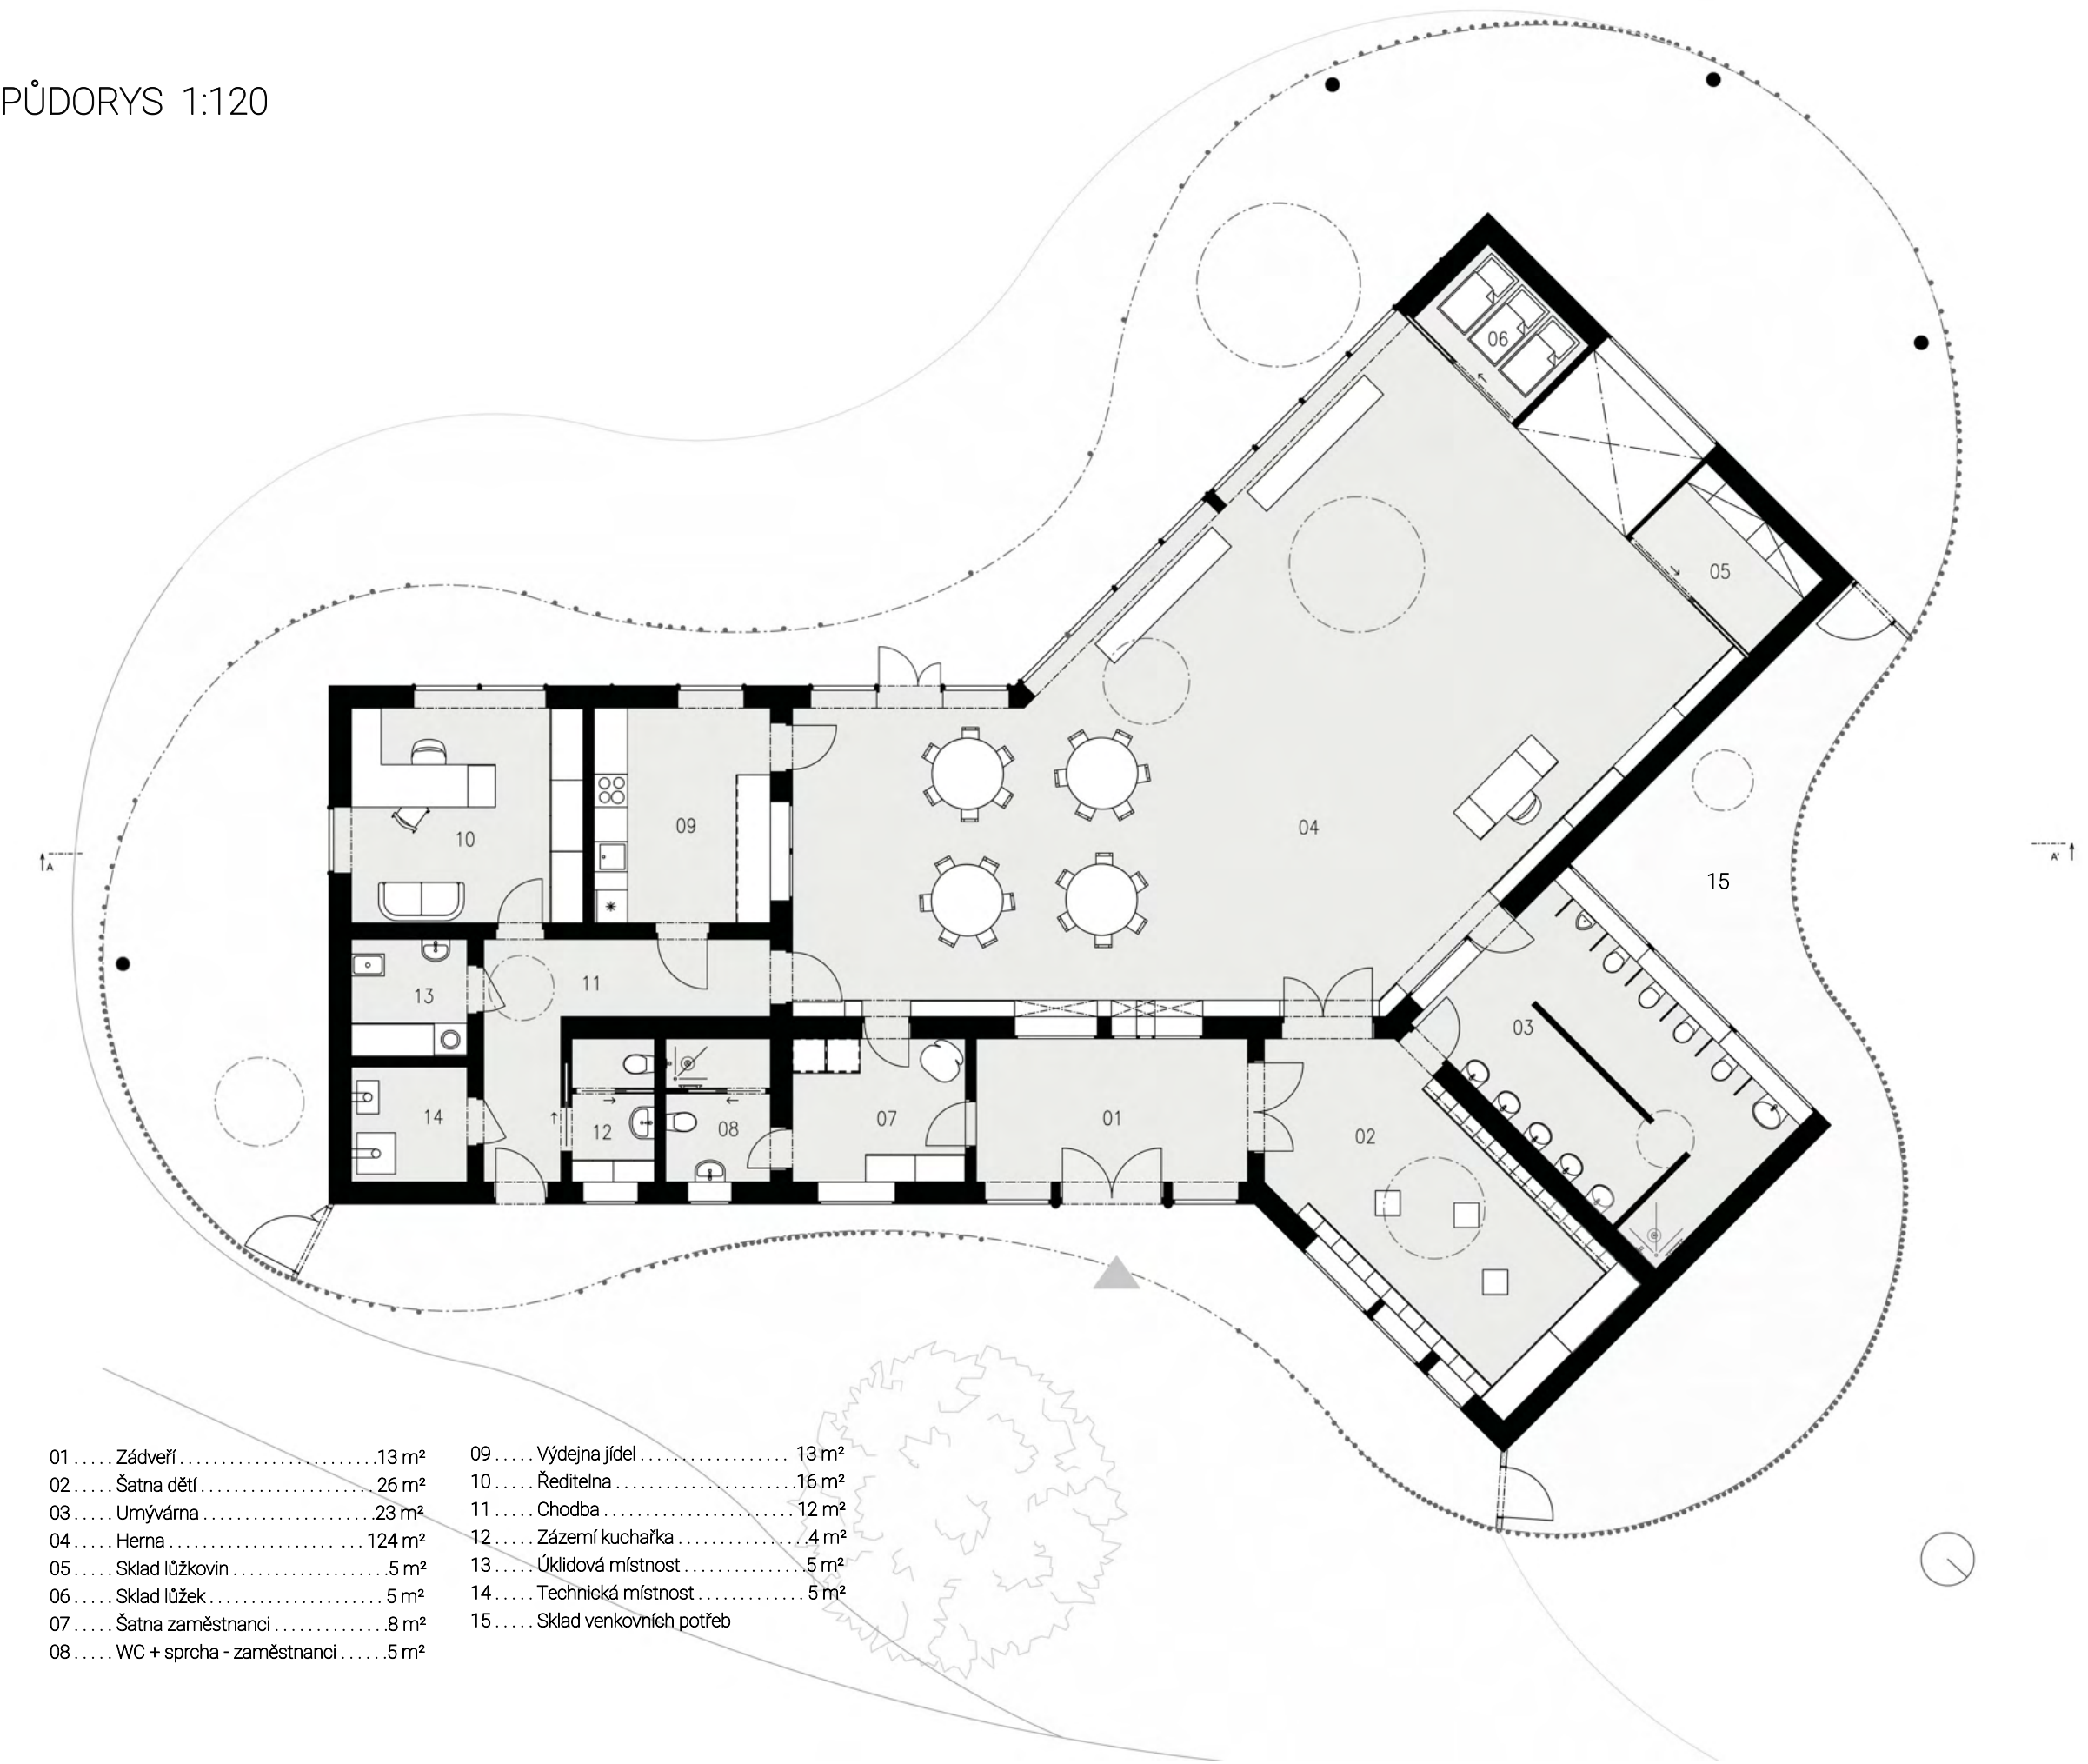 PŮDORYS 1:120
06
05
04
10
09
A
A'
15
11
13
03
14
12
08
07
01
02
01 ..... Zádveří ........................ 13 m²
02 ..... Šatna dětí ..................... 26 m²
03 ..... Umývárna ..................... 23 m²
04 ..... Herna .................... ... 124 m²
05 ..... Sklad lůžkovin ................... 5 m²
06 ..... Sklad lůžek ..................... 5 m²
07 ..... Šatna zaměstnanci .............. 8 m²
08 ..... WC + sprcha - zaměstnanci ...... 5 m²
09 ..... Výdejna jídel .................. 13 m²
10 ..... Ředitelna ...................... 16 m²
11 ..... Chodba ....................... 12 m²
12 ..... Zázemí kuchařka ................ 4 m²
13 ..... Úklidová místnost ............... 5 m²
14 ..... Technická místnost ............. 5 m²
15 ..... Sklad venkovních potřeb